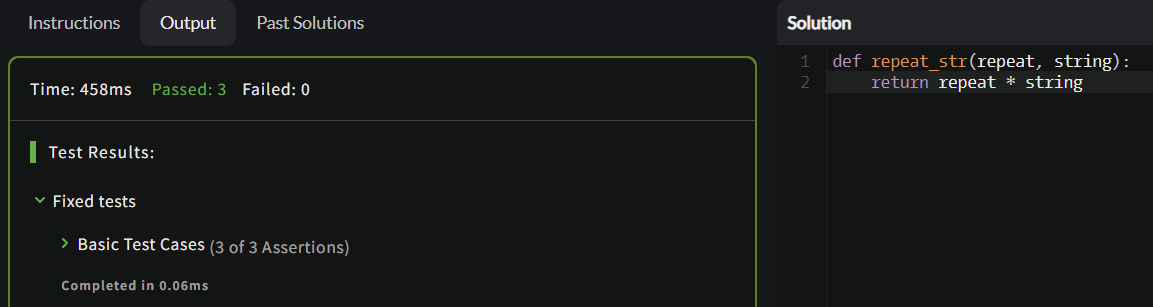 Instructions Output Past Solutions
Time: 458ms Passed: 3 Failed: 0
Test Results:
Fixed tests
Basic Test Cases (3 of 3 Assertions)
Completed in 0.06ms
Solution
1 def repeat_str(repeat, string):
2     return repeat * string